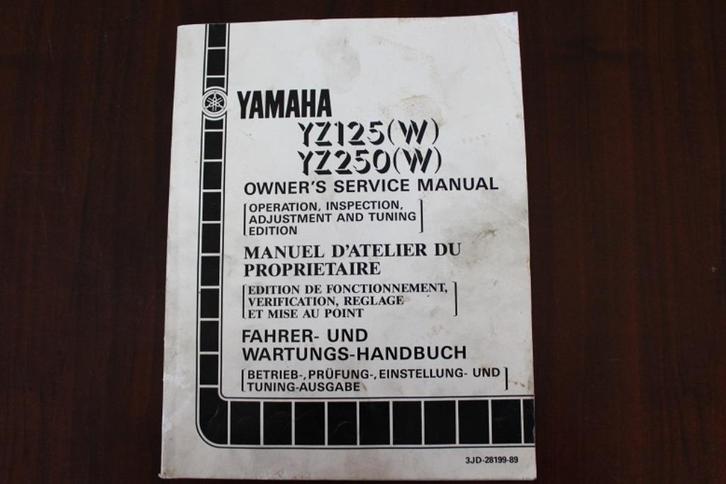 YAMAHA
YZ125(W)
YZ250(W)
OWNER'S SERVICE MANUAL
[OPERATION, INSPECTION,
ADJUSTMENT AND TUNING
EDITION]
MANUEL D'ATELIER DU
PROPRIETAIRE
[EDITION DE FONCTIONNEMENT,
VERIFICATION, REGLAGE
ET MISE AU POINT]
FAHRER- UND
WARTUNGS-HANDBUCH
[BETRIEB-, PRÜFUNG-, EINSTELLUNG- UND
TUNING-AUSGABE]
3JD-28199-89